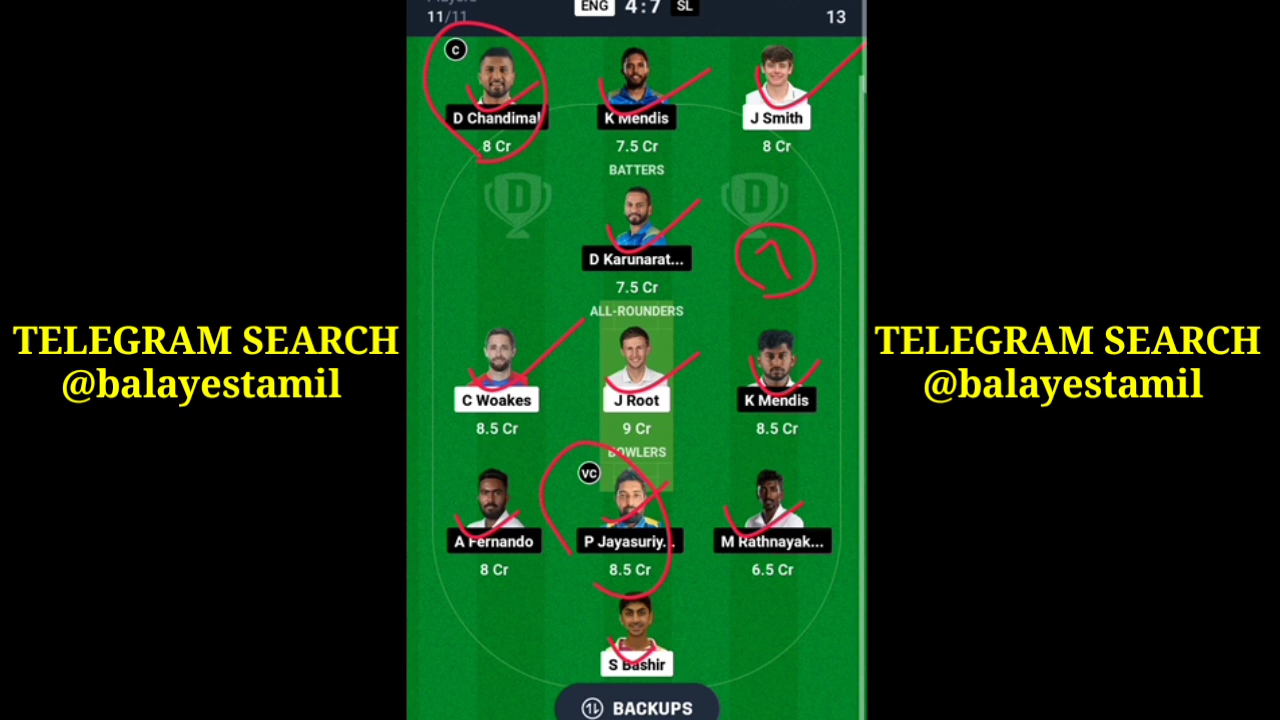 Players
11/11
ENG 4:7 SL
13
C
D Chandimal
K Mendis
J Smith
8 Cr
7.5 Cr
8 Cr
BATTERS
D
D
D Karunarat...
7.5 Cr
1
ALL-ROUNDERS
C Woakes
J Root
K Mendis
8.5 Cr
9 Cr
8.5 Cr
BOWLERS
VC
A Fernando
P Jayasuriy...
M Rathnayak...
8 Cr
8.5 Cr
6.5 Cr
S Bashir
BACKUPS
TELEGRAM SEARCH
@balayestamil
TELEGRAM SEARCH
@balayestamil